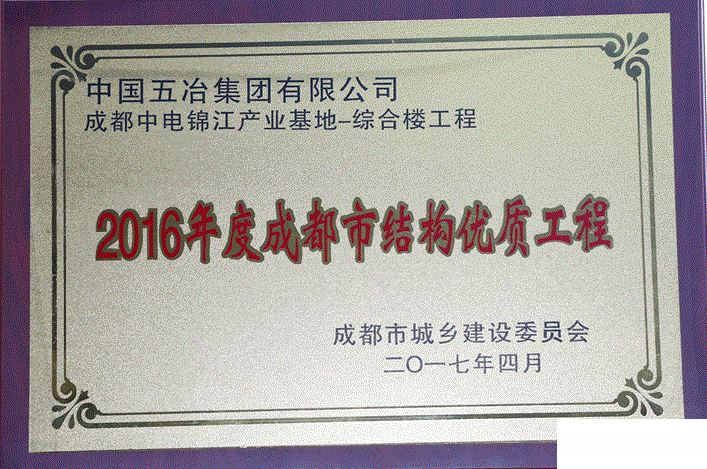 中国五冶集团有限公司
成都中电锦江产业基地–综合楼工程
2016年度成都市结构优质工程
成都市城乡建设委员会
二〇一七年四月